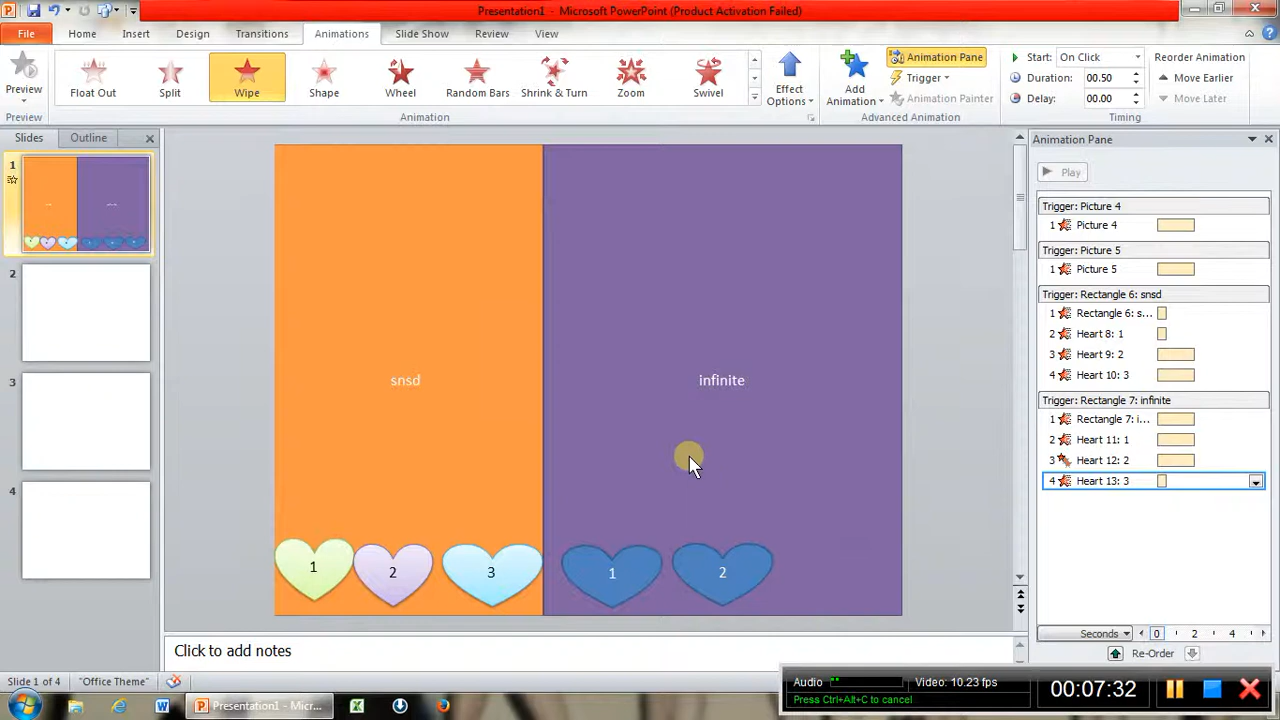 Presentation1 - Microsoft PowerPoint (Product Activation Failed)
File Home Insert Design Transitions Animations Slide Show Review View
Preview
Float Out Split Wipe Shape Wheel Random Bars Shrink & Turn Zoom Swivel
Effect Options
Add Animation
Animation Pane
Trigger
Animation Painter
Start: On Click
Duration: 00.50
Delay: 00.00
Reorder Animation
Move Earlier
Move Later
Preview Animation Advanced Animation Timing
Slides Outline
1
2
3
4
snsd
infinite
1 2 3 1 2
Click to add notes
Animation Pane
Play
Trigger: Picture 4
1 Picture 4
Trigger: Picture 5
1 Picture 5
Trigger: Rectangle 6: snsd
1 Rectangle 6: s...
2 Heart 8: 1
3 Heart 9: 2
4 Heart 10: 3
Trigger: Rectangle 7: infinite
1 Rectangle 7: i...
2 Heart 11: 1
3 Heart 12: 2
4 Heart 13: 3
Seconds 0 2 4
Re-Order
Slide 1 of 4 "Office Theme"
Presentation1 - Mic...
Audio Video: 10.23 fps
Press Ctrl+Alt+C to cancel
00:07:32